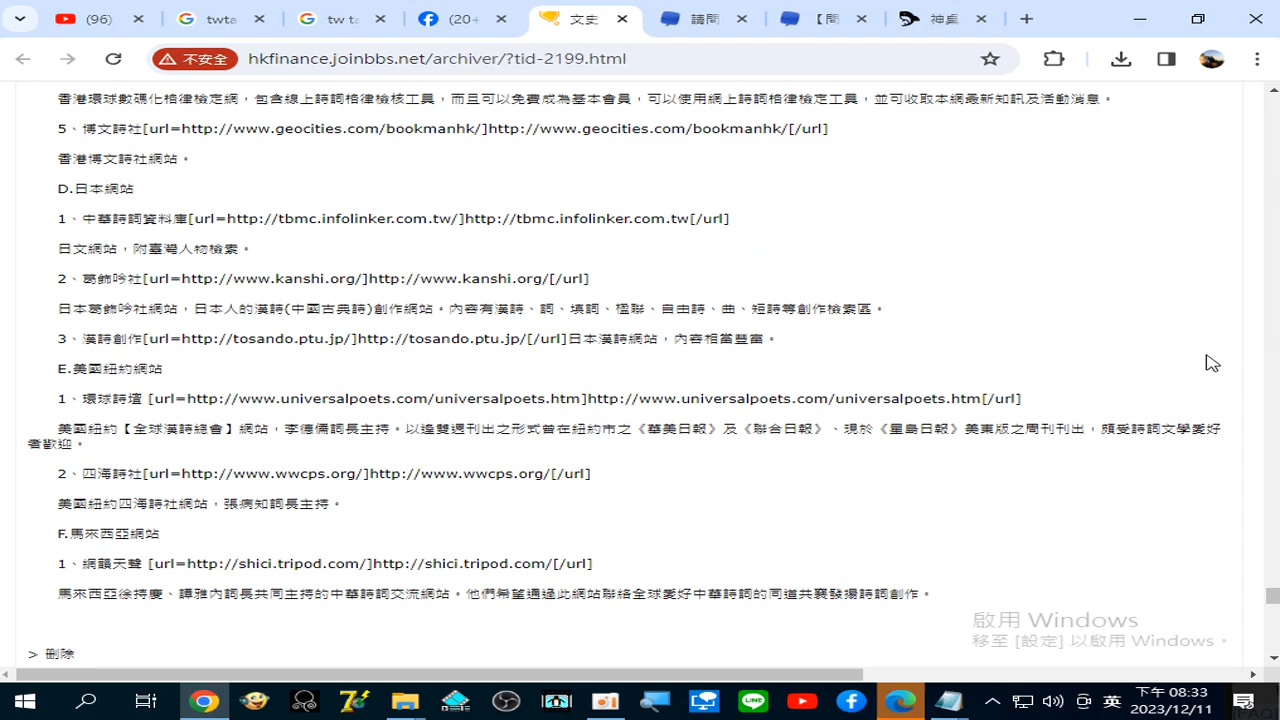 (96)
twta
tw ta
(20+
文史
請問
【問
神桌
不安全
hkfinance.joinbbs.net/archiver/?tid-2199.html
香港環球數碼化格律檢定網，包含線上詩詞格律檢核工具，而且可以免費成為基本會員，可以使用網上詩詞格律檢定工具，並可收取本網最新知訊及活動消息。
5、博文詩社[url=http://www.geocities.com/bookmanhk/]http://www.geocities.com/bookmanhk/[/url]
香港博文詩社網站。
D.日本網站
1、中華詩詞資料庫[url=http://tbmc.infolinker.com.tw/]http://tbmc.infolinker.com.tw[/url]
日文網站，附臺灣人物檢索。
2、葛飾吟社[url=http://www.kanshi.org/]http://www.kanshi.org/[/url]
日本葛飾吟社網站，日本人的漢詩(中國古典詩)創作網站。內容有漢詩、詞、填詞、楹聯、自由詩、曲、短詩等創作檢索區。
3、漢詩創作[url=http://tosando.ptu.jp/]http://tosando.ptu.jp/[/url]日本漢詩網站，內容相當豐富。
E.美國紐約網站
1、環球詩壇 [url=http://www.universalpoets.com/universalpoets.htm]http://www.universalpoets.com/universalpoets.htm[/url]
美國紐約【全球漢詩總會】網站，李德儒詞長主持。以逢雙週刊出之形式曾在紐約市之《華美日報》及《聯合日報》、現於《星島日報》美東版之周刊刊出，頗受詩詞文學愛好
者歡迎。
2、四海詩社[url=http://www.wwcps.org/]http://www.wwcps.org/[/url]
美國紐約四海詩社網站，張病知詞長主持。
F.馬來西亞網站
1、網韻天聲 [url=http://shici.tripod.com/]http://shici.tripod.com/[/url]
馬來西亞徐持慶、譚雅內詞長共同主持的中華詩詞交流網站。他們希望通過此網站聯絡全球愛好中華詩詞的同道共襄發揚詩詞創作。
啟用 Windows
移至 [設定] 以啟用 Windows。
> 刪除
英
下午 08:33
2023/12/11